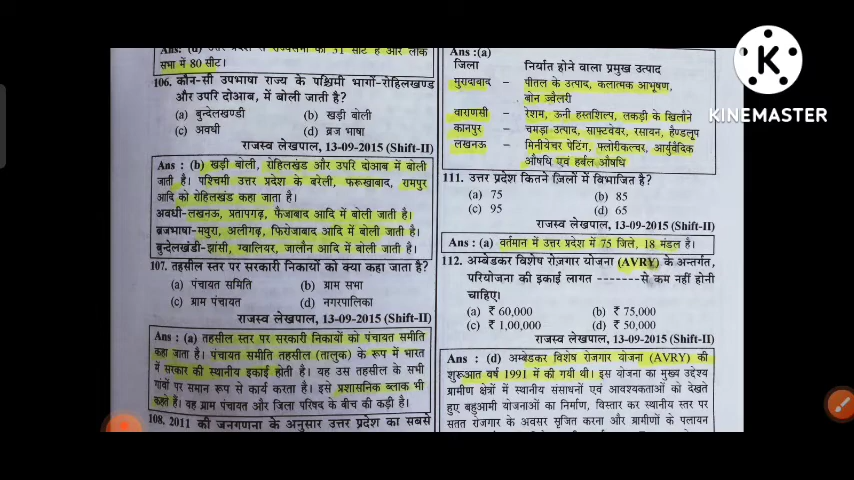 Ans: (d) उत्तर प्रदेश से राज्यसभा की 31 सीट हैं और लोक
सभा में 80 सीट।
106. कौन-सी उपभाषा राज्य के पश्चिमी भागों-रोहिलखण्ड
और उपरि दोआब, में बोली जाती है?
(a) बुन्देलखण्डी (b) खड़ी बोली
(c) अवधी (d) ब्रज भाषा
राजस्व लेखपाल, 13-09-2015 (Shift-II)
Ans : (b) खड़ी बोली, रोहिलखंड और उपरि दोआब में बोली
जाती है। पश्चिमी उत्तर प्रदेश के बरेली, फरूखाबाद, रामपुर
आदि को रोहिलखंड कहा जाता है।
अवधी-लखनऊ, प्रतापगढ़, फैजाबाद आदि में बोली जाती है।
ब्रजभाषा-मथुरा, अलीगढ़, फिरोजाबाद आदि में बोली जाती है।
बुन्देलखंडी-झांसी, ग्वालियर, जालौन आदि में बोली जाती है।
107. तहसील स्तर पर सरकारी निकायों को क्या कहा जाता है?
(a) पंचायत समिति (b) ग्राम सभा
(c) ग्राम पंचायत (d) नगरपालिका
राजस्व लेखपाल, 13-09-2015 (Shift-II)
Ans : (a) तहसील स्तर पर सरकारी निकायों को पंचायत समीति
कहा जाता है। पंचायत समीति तहसील (तालुक) के रूप में भारत
में सरकार की स्थानीय इकाई होती है। यह उस तहसील के सभी
गांवों पर समान रूप से कार्य करता है। इसे प्रशासनिक ब्लाक भी
कहते हैं। यह ग्राम पंचायत और जिला परिषद के बीच की कड़ी है।
108. 2011 की जनगणना के अनुसार उत्तर प्रदेश का सबसे
Ans :(a)
जिला निर्यात होने वाला प्रमुख उत्पाद
मुरादाबाद – पीतल के उत्पाद, कलात्मक आभूषण,
बोन ज्वैलरी
वाराणसी – रेशम, ऊनी हस्तशिल्प, लकड़ी के खिलौने
कानपुर – चमड़ा उत्पाद, साफ्टवेयर, रसायन, हैण्डलूप
लखनऊ – मिनीयेचर पेटिंग, फ्लोरीकल्चर, आर्युवैदिक
औषधि एवं हर्बल औषधि
111. उत्तर प्रदेश कितने ज़िलों में विभाजित है?
(a) 75 (b) 85
(c) 95 (d) 65
राजस्व लेखपाल, 13-09-2015 (Shift-II)
Ans : (a) वर्तमान में उत्तर प्रदेश में 75 जिले, 18 मंडल है।
112. अम्बेडकर विशेष रोज़गार योजना (AVRY) के अन्तर्गत,
परियोजना की इकाई लागत -------से कम नहीं होनी
चाहिए।
(a) ₹ 60,000 (b) ₹ 75,000
(c) ₹ 1,00,000 (d) ₹ 50,000
राजस्व लेखपाल, 13-09-2015 (Shift-II)
Ans : (d) अम्बेडकर विशेष रोजगार योजना (AVRY) की
शुरूआत वर्ष 1991 में की गयी थी। इस योजना का मुख्य उद्देश्य
ग्रामीण क्षेत्रों में स्थानीय संसाधनों एवं आवश्यकताओं को देखते
हुए बहुआमी योजनाओं का निर्माण, विस्तार कर स्थानीय स्तर पर
सतत रोजगार के अवसर सृजित करना और ग्रामीणों के पलायन
K
KINEMASTER